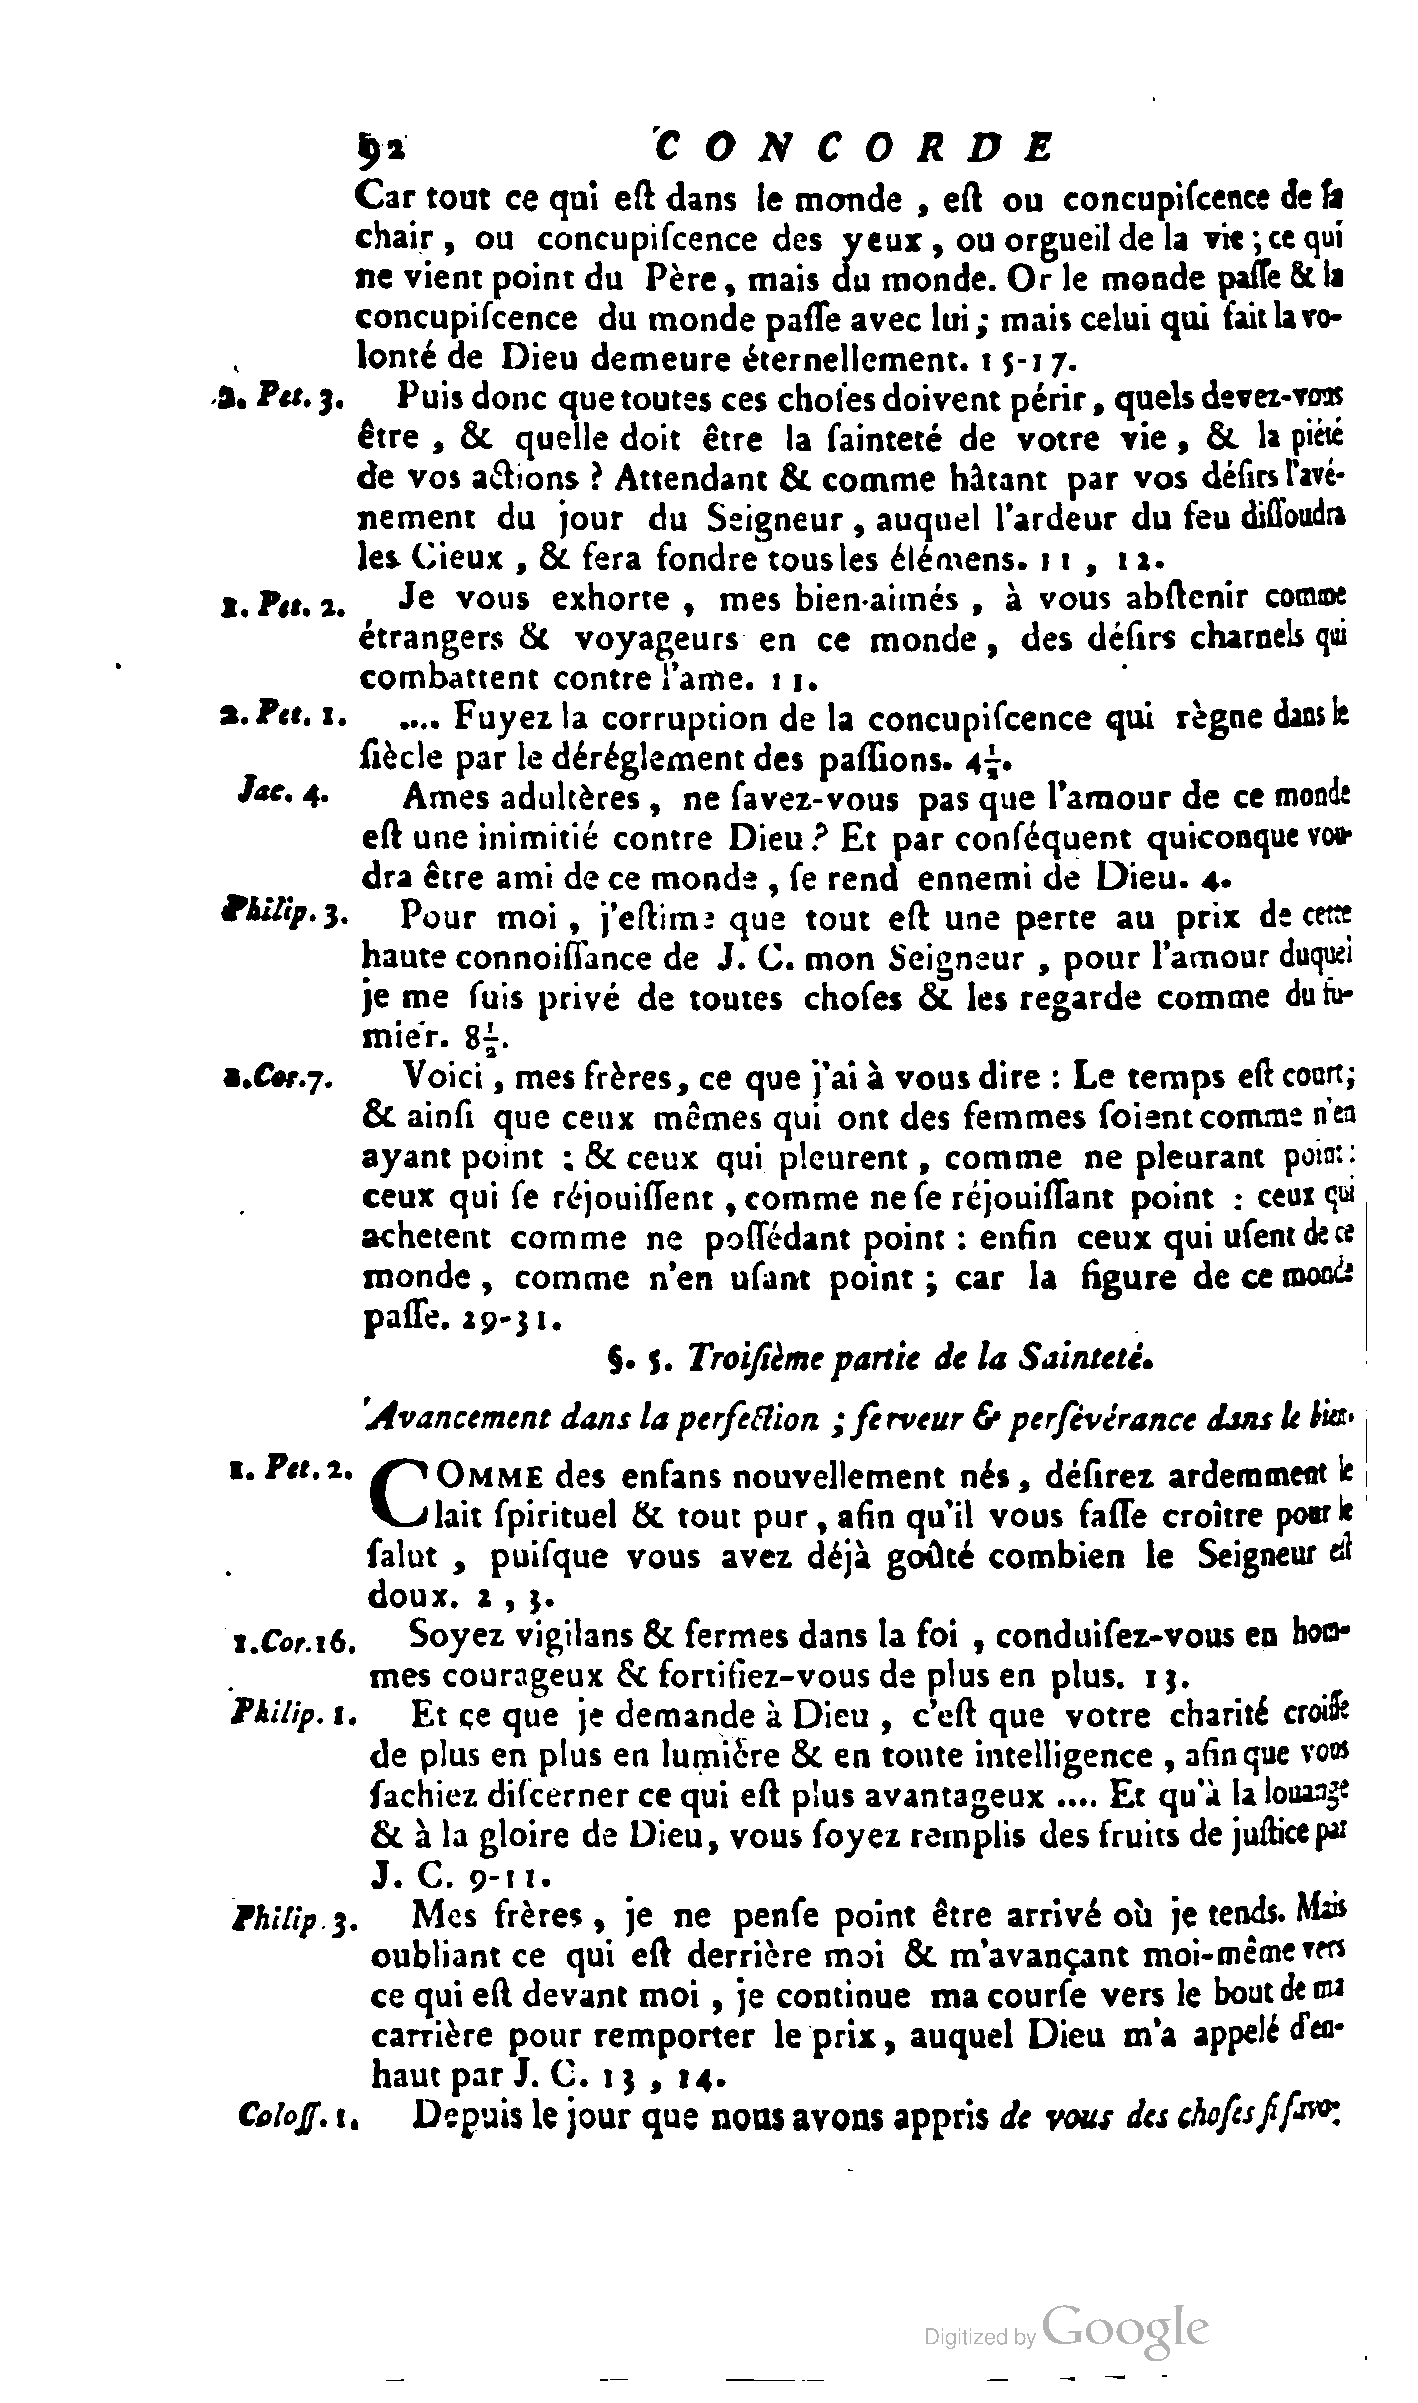 92 CONCORDE
Car tout ce qui eſt dans le monde , eſt ou concupiſcence de la
chair , ou concupiſcence des yeux , ou orgueil de la vie ; ce qui
ne vient point du Père , mais du monde. Or le monde paſſe & la
concupiſcence du monde paſſe avec lui ; mais celui qui fait la vo-
lonté de Dieu demeure éternellement. 15-17.
2. Pet. 3. Puis donc que toutes ces choſes doivent périr , quels devez-vous
être , & quelle doit être la ſainteté de votre vie , & la piété
de vos actions ? Attendant & comme hâtant par vos déſirs l'avé-
nement du jour du Seigneur , auquel l'ardeur du feu diſſoudra
les Cieux , & fera fondre tous les élémens. 11 , 12.
1. Pet. 2. Je vous exhorte , mes bien-aimés , à vous abſtenir comme
étrangers & voyageurs en ce monde , des déſirs charnels qui
combattent contre l'ame. 11.
2. Pet. 1. .... Fuyez la corruption de la concupiſcence qui règne dans le
ſiècle par le déréglement des paſſions. 4½.
Jac. 4. Ames adultères , ne ſavez-vous pas que l'amour de ce monde
eſt une inimitié contre Dieu ? Et par conſéquent quiconque vou-
dra être ami de ce monde , ſe rend ennemi de Dieu. 4.
Philip. 3. Pour moi , j'eſtime que tout eſt une perte au prix de cette
haute connoiſſance de J. C. mon Seigneur , pour l'amour duquel
je me ſuis privé de toutes choſes & les regarde comme du fu-
mier. 8½.
Cor. 7. Voici , mes frères , ce que j'ai à vous dire : Le temps eſt court ;
& ainſi que ceux mêmes qui ont des femmes ſoient comme n'en
ayant point : & ceux qui pleurent , comme ne pleurant point :
ceux qui ſe réjouiſſent , comme ne ſe réjouiſſant point : ceux qui
achetent comme ne poſſédant point : enfin ceux qui uſent de ce
monde , comme n'en uſant point ; car la figure de ce monde
paſſe. 29-31.
§. 5. Troiſième partie de la Sainteté.
Avancement dans la perfection ; ferveur & perſévérance dans le bien.
1. Pet. 2. COMME des enfans nouvellement nés , déſirez ardemment le
lait ſpirituel & tout pur , afin qu'il vous faſſe croître pour le
ſalut , puiſque vous avez déjà goûté combien le Seigneur eſt
doux. 2 , 3.
1. Cor. 16. Soyez vigilans & fermes dans la foi , conduiſez-vous en hom-
mes courageux & fortifiez-vous de plus en plus. 13.
Philip. 1. Et ce que je demande à Dieu , c'eſt que votre charité croiſſe
de plus en plus en lumière & en toute intelligence , afin que vous
ſachiez diſcerner ce qui eſt plus avantageux .... Et qu'à la louange
& à la gloire de Dieu , vous ſoyez remplis des fruits de juſtice par
J. C. 9-11.
Philip. 3. Mes frères , je ne penſe point être arrivé où je tends. Mais
oubliant ce qui eſt derrière moi & m'avançant moi-même vers
ce qui eſt devant moi , je continue ma courſe vers le bout de ma
carrière pour remporter le prix , auquel Dieu m'a appelé d'en-
haut par J. C. 13 , 14.
Coloſſ. 1. Depuis le jour que nous avons appris de vous des choſes ſi favo-
Digitized by Google